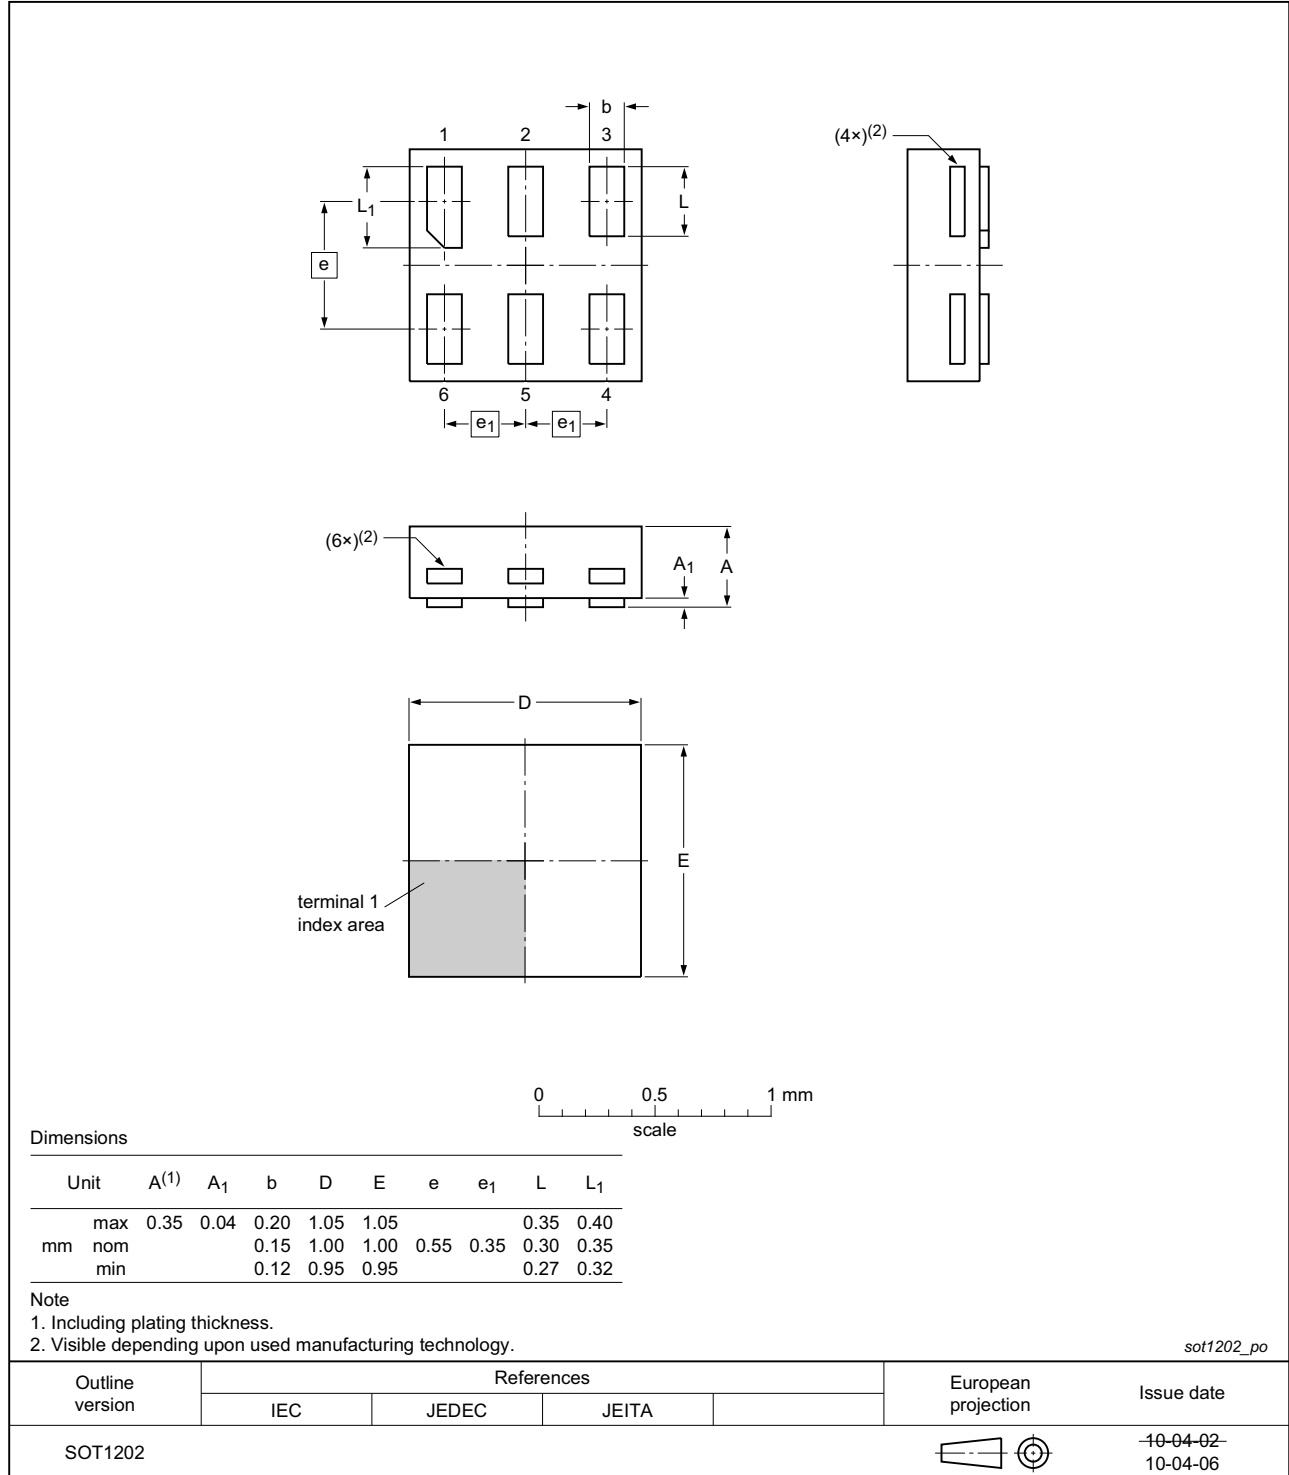 b
1 2 3
(4×)(2)
L1
L
e
6 5 4
e1 e1
(6×)(2)
A1 A
D
E
terminal 1
index area
0 0.5 1 mm
scale
Dimensions
Unit A(1) A1 b D E e e1 L L1
max 0.35 0.04 0.20 1.05 1.05 0.35 0.40
mm nom 0.15 1.00 1.00 0.55 0.35 0.30 0.35
min 0.12 0.95 0.95 0.27 0.32
Note
1. Including plating thickness.
2. Visible depending upon used manufacturing technology.
sot1202_po
Outline version
References
IEC JEDEC JEITA
European projection
Issue date
SOT1202
10-04-02
10-04-06